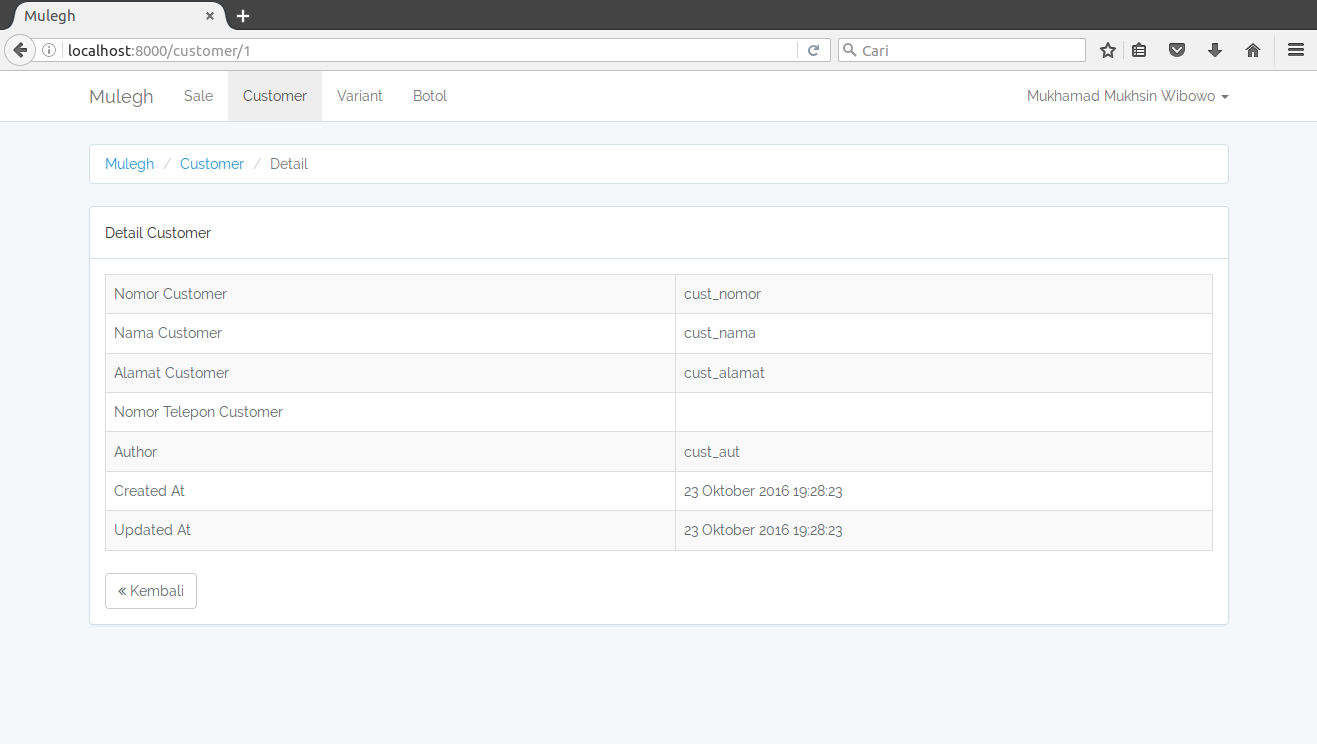 Mulegh
localhost:8000/customer/1
Cari
Mulegh Sale Customer Variant Botol Mukhamad Mukhsin Wibowo
Mulegh / Customer / Detail
Detail Customer
Nomor Customer cust_nomor
Nama Customer cust_nama
Alamat Customer cust_alamat
Nomor Telepon Customer
Author cust_aut
Created At 23 Oktober 2016 19:28:23
Updated At 23 Oktober 2016 19:28:23
« Kembali